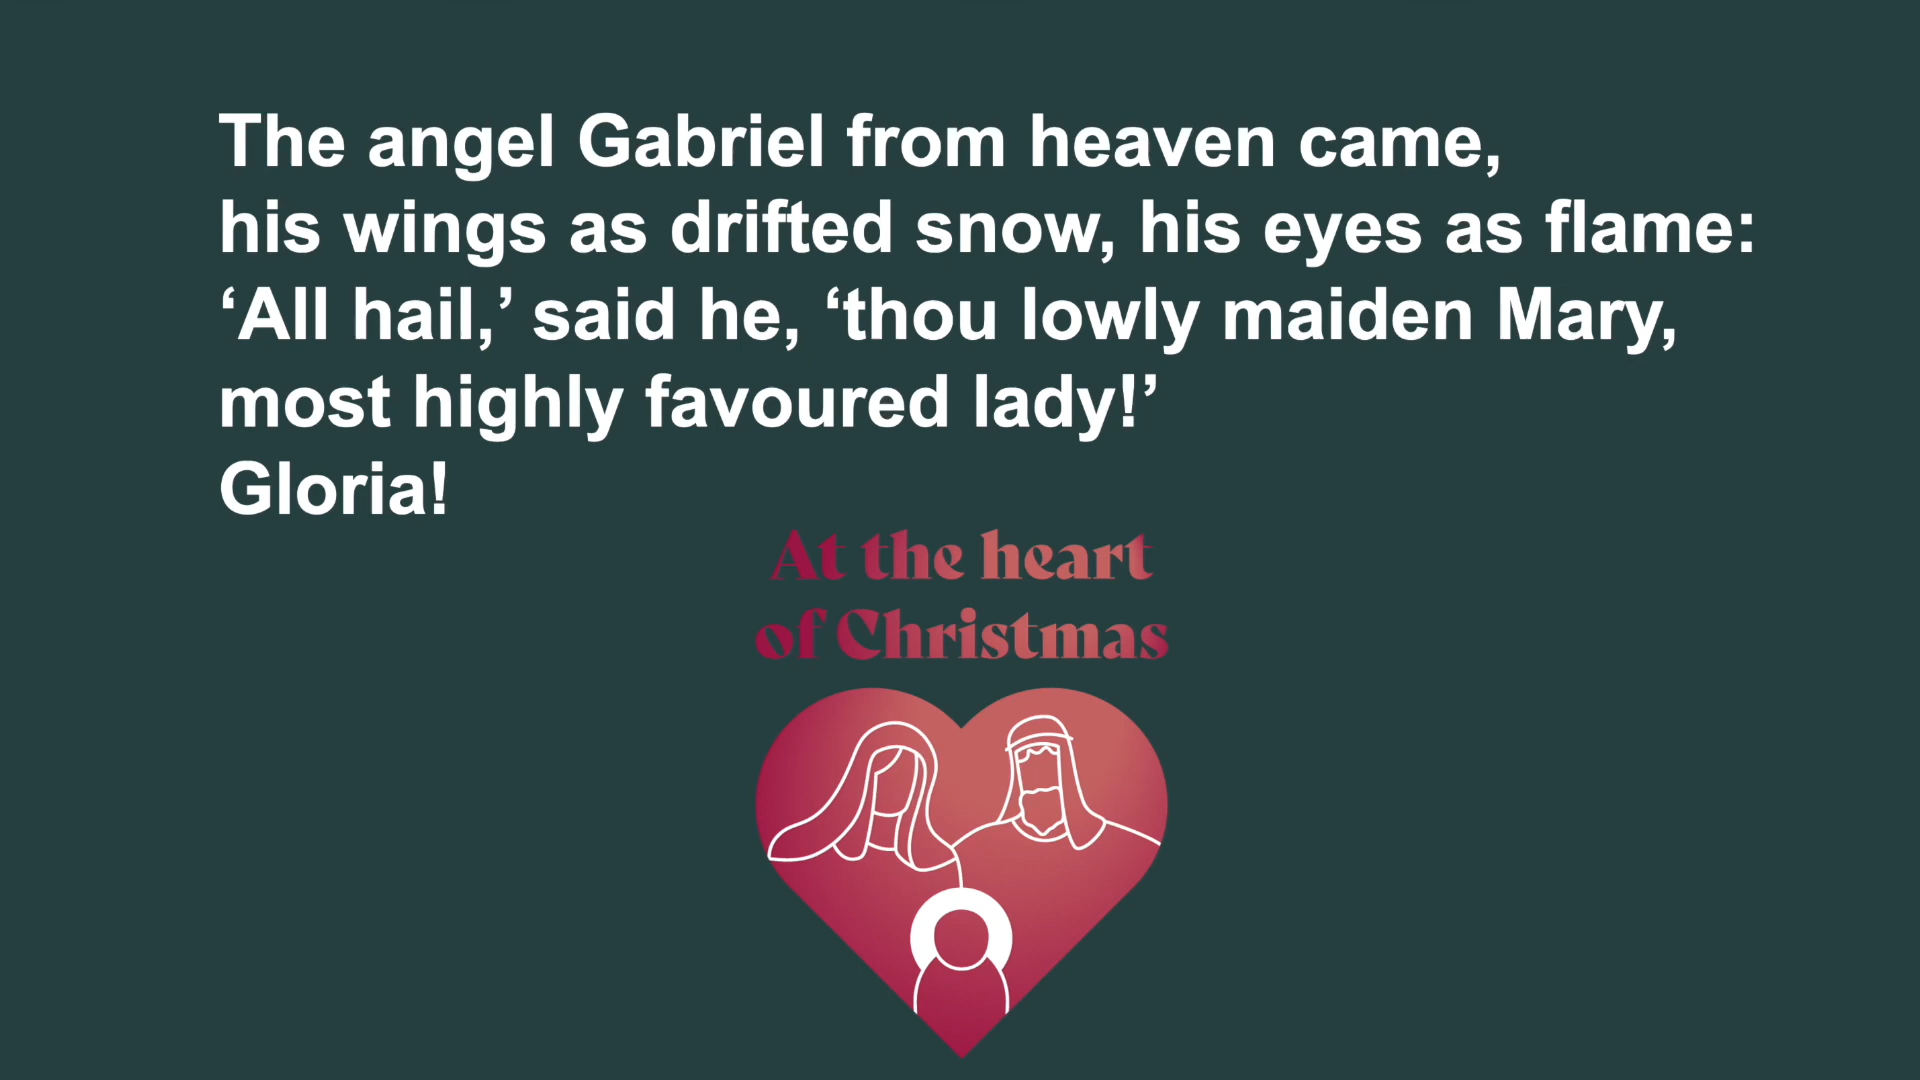 The angel Gabriel from heaven came,
his wings as drifted snow, his eyes as flame:
‘All hail,’ said he, ‘thou lowly maiden Mary,
most highly favoured lady!’
Gloria!
At the heart
of Christmas